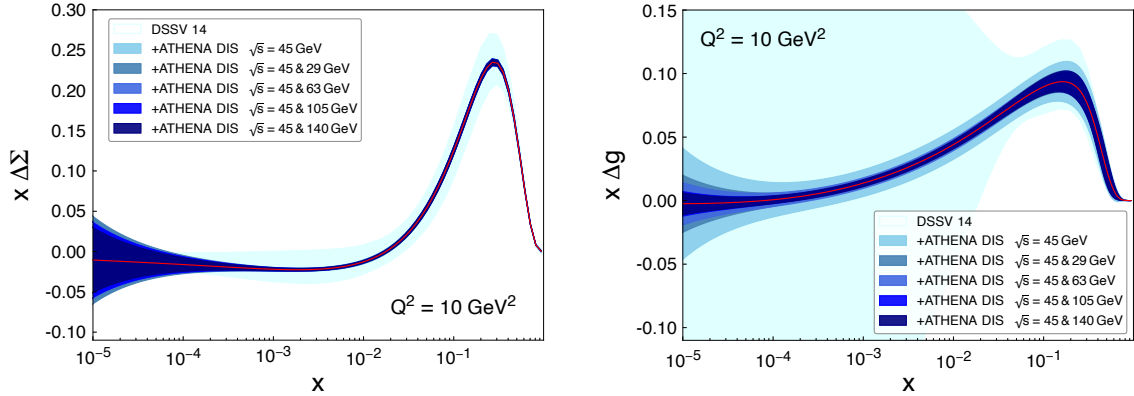 0.30
0.25
0.20
0.15
0.10
0.05
0.00
-0.05
-0.10
x ΔΣ
DSSV 14
+ATHENA DIS √s = 45 GeV
+ATHENA DIS √s = 45 & 29 GeV
+ATHENA DIS √s = 45 & 63 GeV
+ATHENA DIS √s = 45 & 105 GeV
+ATHENA DIS √s = 45 & 140 GeV
Q² = 10 GeV²
10⁻⁵ 10⁻⁴ 10⁻³ 10⁻² 10⁻¹
x
0.15
0.10
0.05
0.00
-0.05
-0.10
x Δg
Q² = 10 GeV²
DSSV 14
+ATHENA DIS √s = 45 GeV
+ATHENA DIS √s = 45 & 29 GeV
+ATHENA DIS √s = 45 & 63 GeV
+ATHENA DIS √s = 45 & 105 GeV
+ATHENA DIS √s = 45 & 140 GeV
10⁻⁵ 10⁻⁴ 10⁻³ 10⁻² 10⁻¹
x